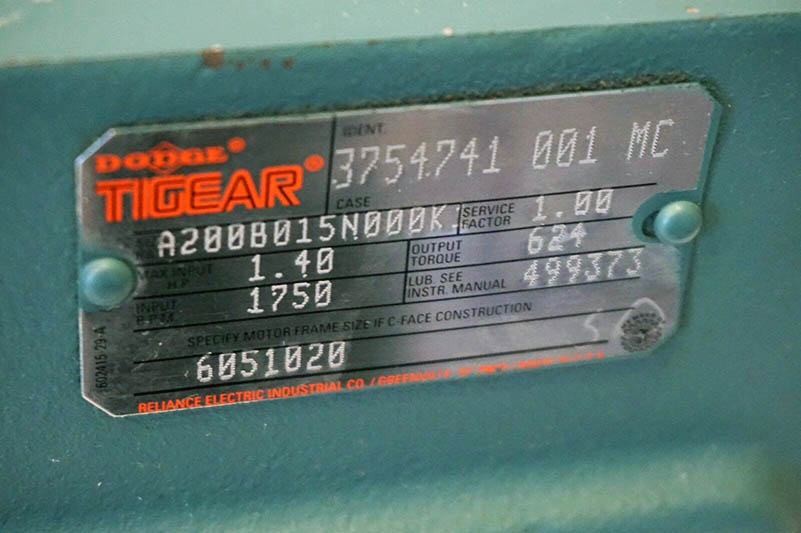 IDENT.
DODGE®
TIGEAR®
3754741 001 MC
CASE
A200B015N000K1
SERVICE FACTOR 1.00
MAX INPUT H.P. 1.40
OUTPUT TORQUE 624
INPUT R.P.M. 1750
LUB. SEE INSTR. MANUAL 499373
SPECIFY MOTOR FRAME SIZE IF C-FACE CONSTRUCTION
6051020
S
RELIANCE ELECTRIC INDUSTRIAL CO. / GREENVILLE,
602415-29-A